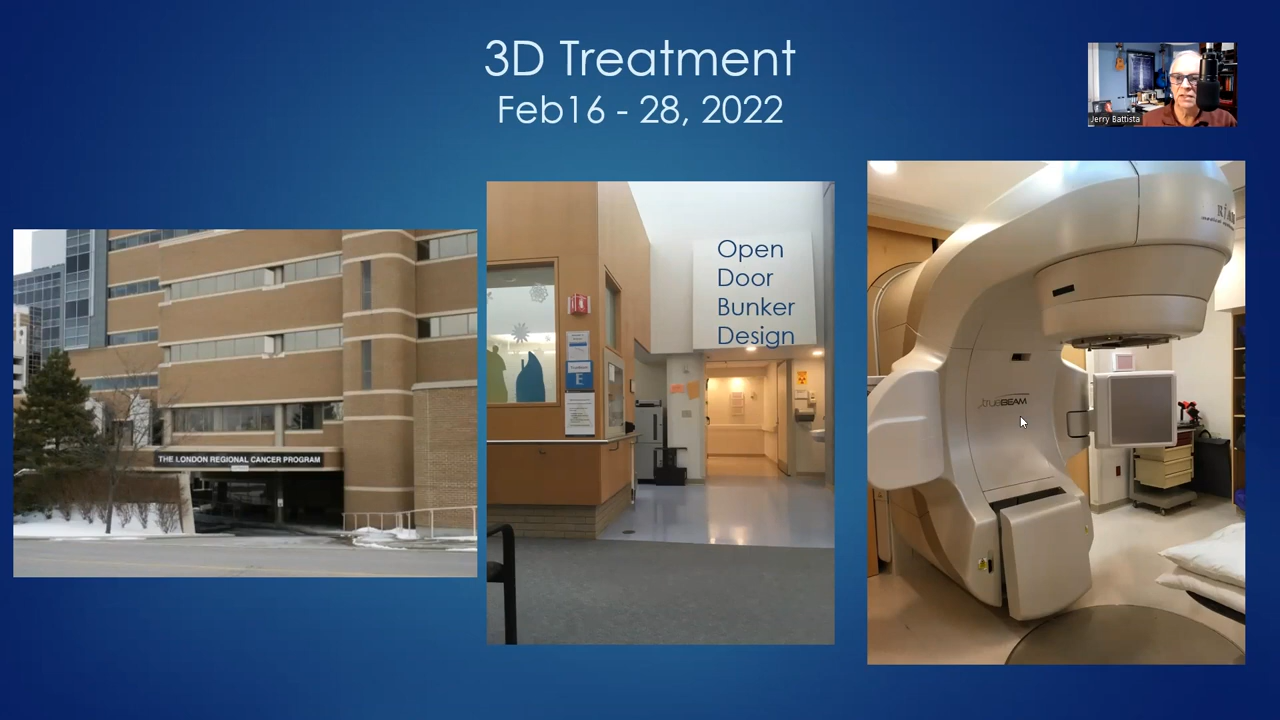 3D Treatment
Feb16 - 28, 2022
Jerry Battista
THE LONDON REGIONAL CANCER PROGRAM
Open
Door
Bunker
Design
E
trueBEAM